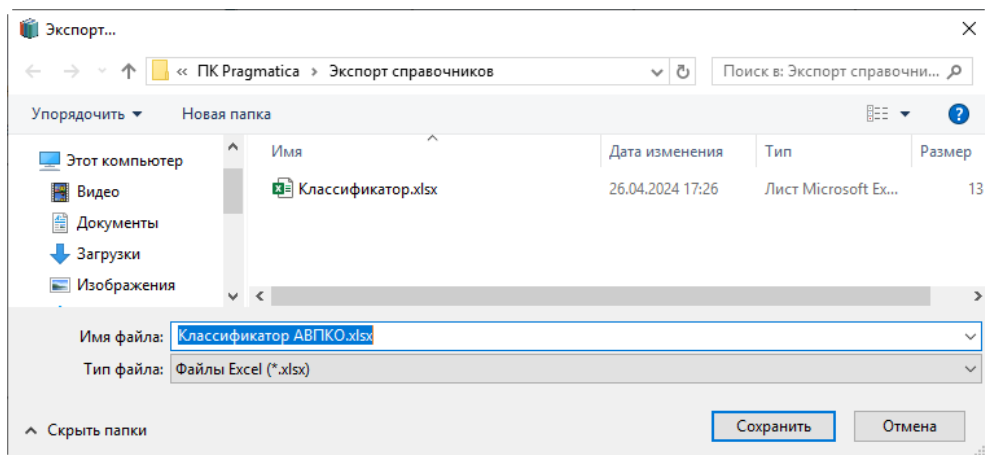 Экспорт...
« ПК Pragmatica › Экспорт справочников
Поиск в: Экспорт справочни...
Упорядочить
Новая папка
?
Имя
Дата изменения
Тип
Размер
Этот компьютер
Видео
Документы
Загрузки
Изображения
Классификатор.xlsx
26.04.2024 17:26
Лист Microsoft Ex...
13
Имя файла: Классификатор АВПКО.xlsx
Тип файла: Файлы Excel (*.xlsx)
Скрыть папки
Сохранить
Отмена